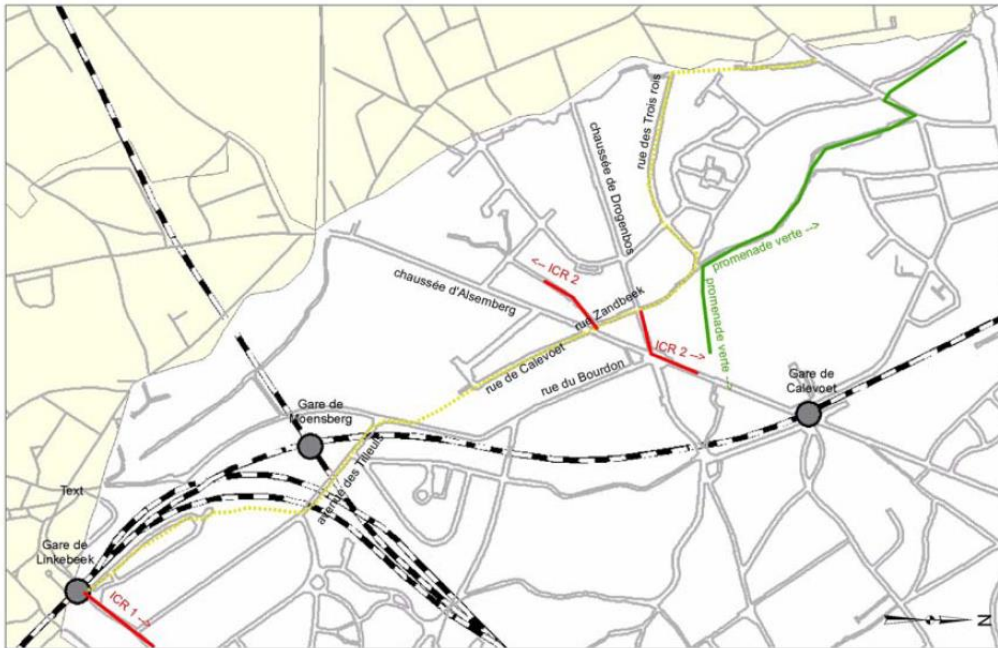 rue des Trois rois
chaussée de Drogenbos
promenade verte -->
<-- ICR 2
promenade verte -->
chaussée d'Alsemberg
rue Zandbeek
ICR 2 -->
rue de Calevoet
rue du Bourdon
Gare de
Calevoet
Gare de
Moensberg
avenue des Tilleuls
Text
Gare de
Linkebeek
ICR 1 -->
N